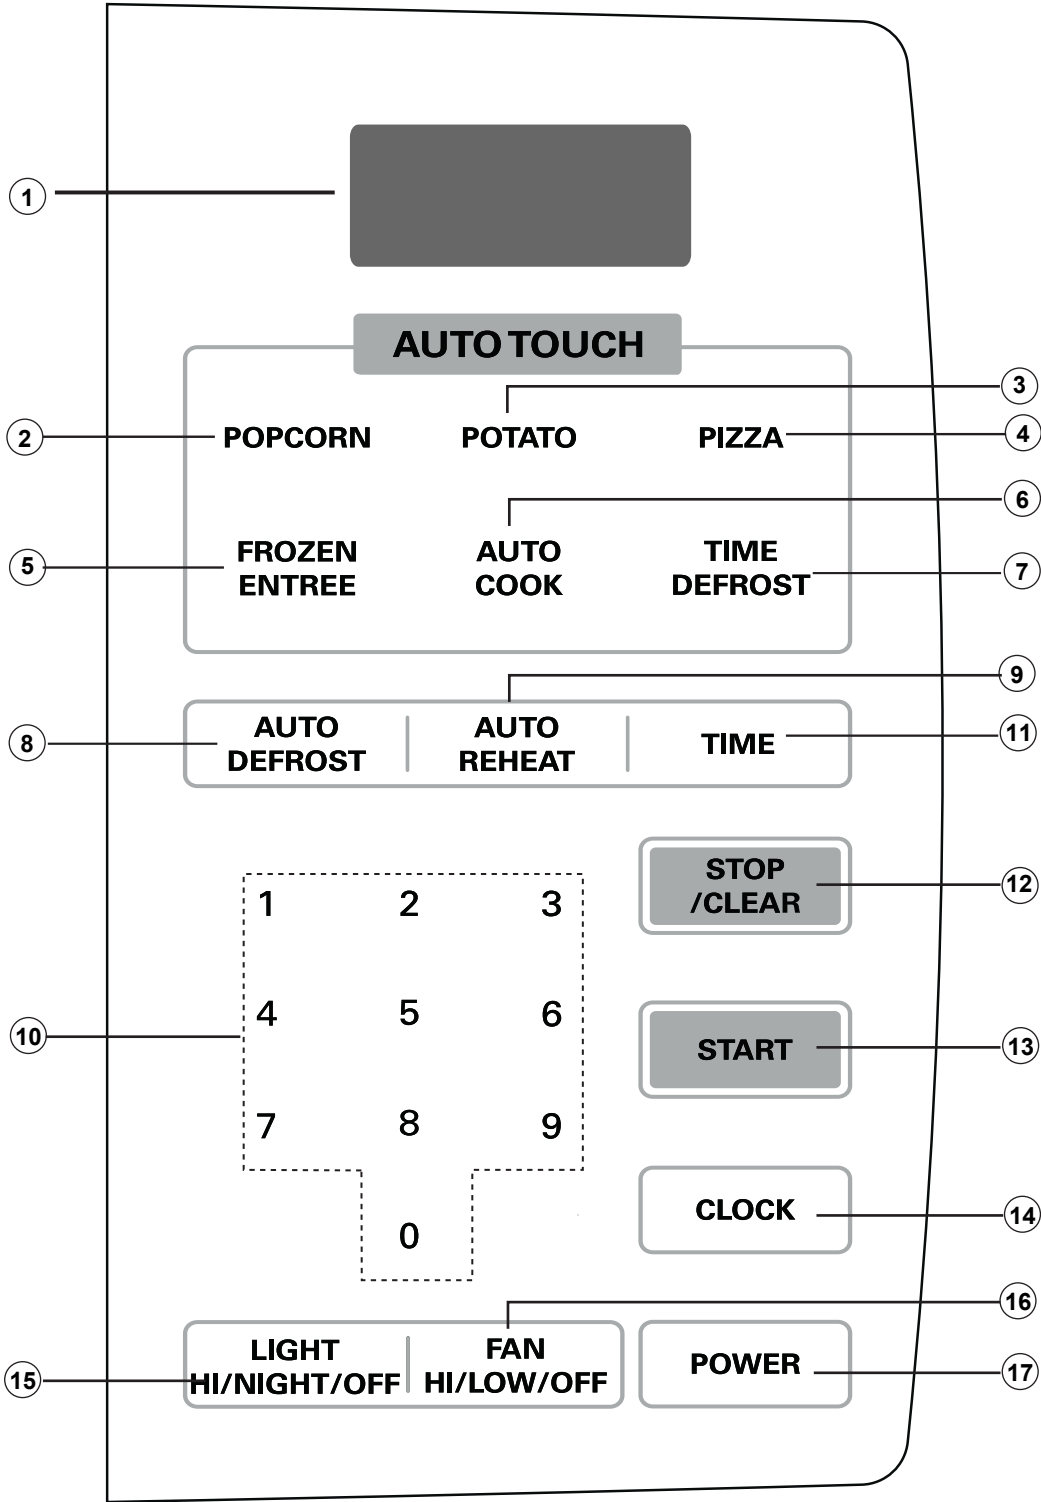 1
AUTO TOUCH
3
2
POPCORN
POTATO
PIZZA
4
6
5
FROZEN
ENTREE
AUTO
COOK
TIME
DEFROST
7
9
8
AUTO
DEFROST
AUTO
REHEAT
TIME
11
STOP
/CLEAR
12
1 2 3
4 5 6
10
7 8 9
0
START
13
CLOCK
14
16
15
LIGHT
HI/NIGHT/OFF
FAN
HI/LOW/OFF
POWER
17